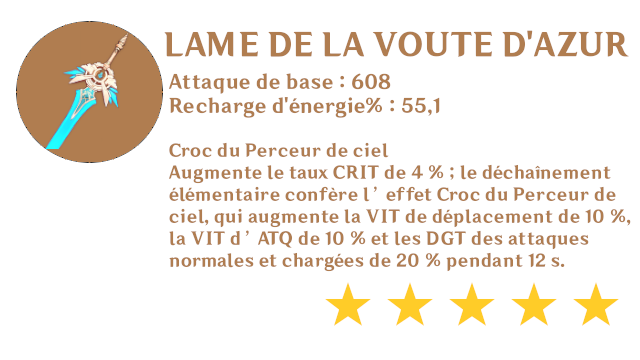 LAME DE LA VOUTE D'AZUR
Attaque de base : 608
Recharge d'énergie% : 55,1
Croc du Perceur de ciel
Augmente le taux CRIT de 4 % ; le déchaînement
élémentaire confère l’ effet Croc du Perceur de
ciel, qui augmente la VIT de déplacement de 10 %,
la VIT d’ ATQ de 10 % et les DGT des attaques
normales et chargées de 20 % pendant 12 s.